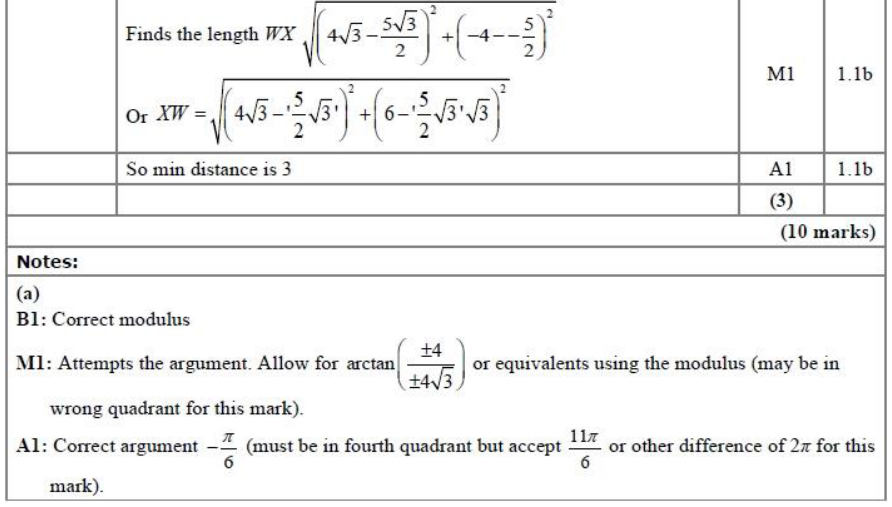 Finds the length WX √((4√3 − 5√3/2)² + (−4 − −5/2)²)
M1 1.1b
Or XW = √((4√3 − '5/2 √3')² + (6 − '5/2 √3' √3)²)
So min distance is 3 A1 1.1b
(3)
(10 marks)
Notes:
(a)
B1: Correct modulus
M1: Attempts the argument. Allow for arctan(±4/±4√3) or equivalents using the modulus (may be in
wrong quadrant for this mark).
A1: Correct argument −π/6 (must be in fourth quadrant but accept 11π/6 or other difference of 2π for this
mark).